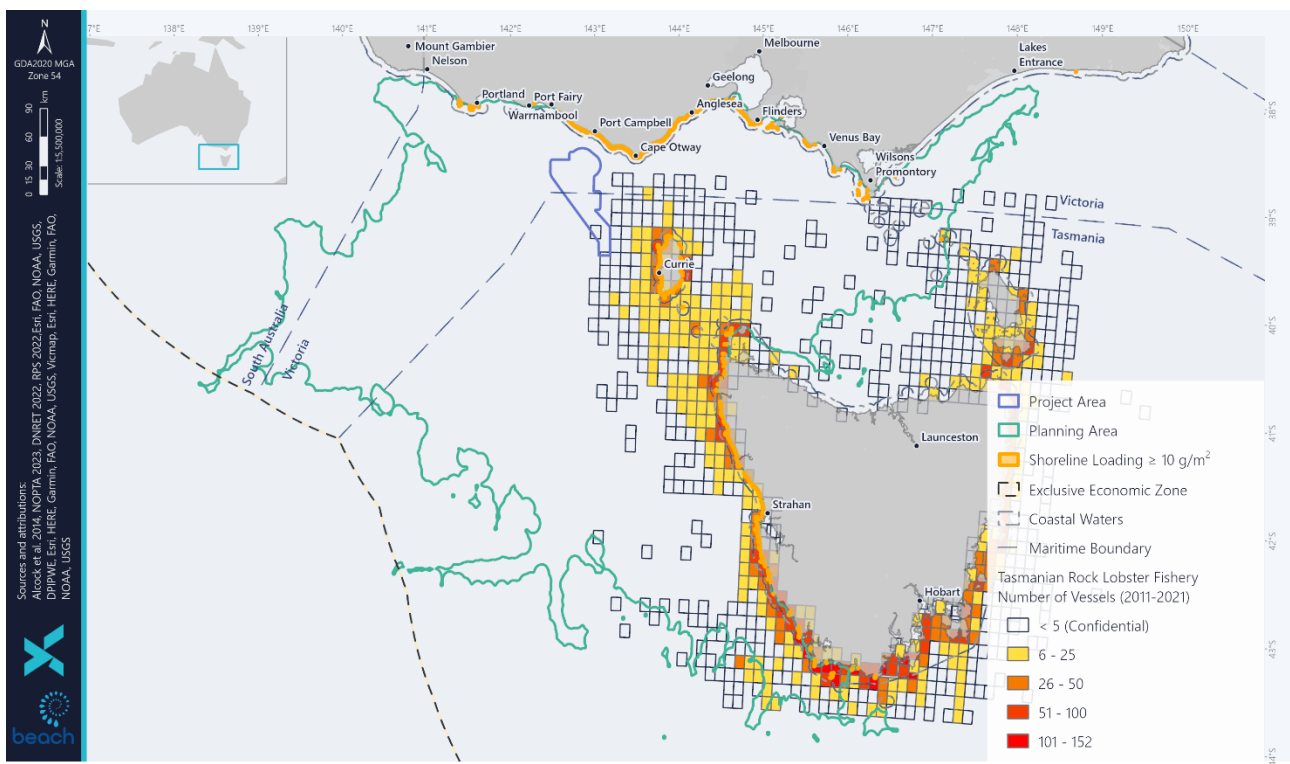 N
GDA2020 MGA
Zone 54
0 15 30 60 90
km
Scale: 1:5,500,000
Sources and attributions:
Alcock et al. 2014, NOPTA 2023, DNRET 2022, RPS 2022,Esri, FAO, NOAA, USGS,
DPIPWE, Esri, HERE, Garmin, FAO, NOAA, USGS, Vicmap, Esri, HERE, Garmin, FAO,
NOAA, USGS
beach
7°E
138°E
139°E
140°E
141°E
142°E
143°E
144°E
145°E
146°E
147°E
148°E
149°E
150°E
38°S
39°S
40°S
41°S
42°S
43°S
44°S
Mount Gambier
Nelson
Portland
Port Fairy
Warrnambool
Port Campbell
Cape Otway
Anglesea
Geelong
Melbourne
Flinders
Venus Bay
Wilsons
Promontory
Lakes
Entrance
Victoria
Tasmania
South Australia
Victoria
Currie
Launceston
Strahan
Hobart
Project Area
Planning Area
Shoreline Loading ≥ 10 g/m²
Exclusive Economic Zone
Coastal Waters
Maritime Boundary
Tasmanian Rock Lobster Fishery
Number of Vessels (2011-2021)
< 5 (Confidential)
6 - 25
26 - 50
51 - 100
101 - 152